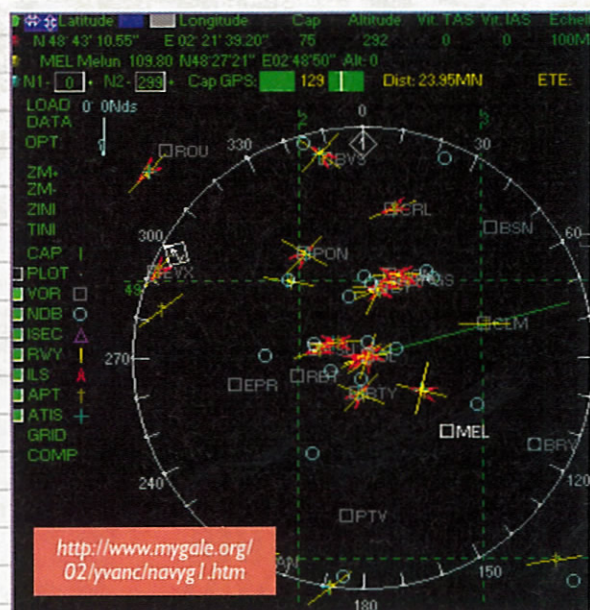 Latitude Longitude Cap Altitude Vit. TAS Vit. IAS Echell
N 48°43' 10.55" E 02°21' 39.20" 75 292 0 0 100M
MEL Melun 109.80 N48°27'21" E02°48'50" Alt: 0
N1- 0 + N2- 299 + Cap GPS: 129 Dist: 23.95MN ETE:
LOAD 0° 0Nds
DATA
OPT.
ZM+
ZM-
ZINI
TINI
CAP
PLOT
VOR
NDB
ISEC
RWY
ILS
APT
ATIS
GRID
COMP
2
0
3
330
30
ROU
BVS
BSN
60
300
PON
EVX
49
CLM
270
EPR
MEL
BRY
240
120
PTV
150
180
http://www.mygale.org/
02/yvanc/navyg1.htm